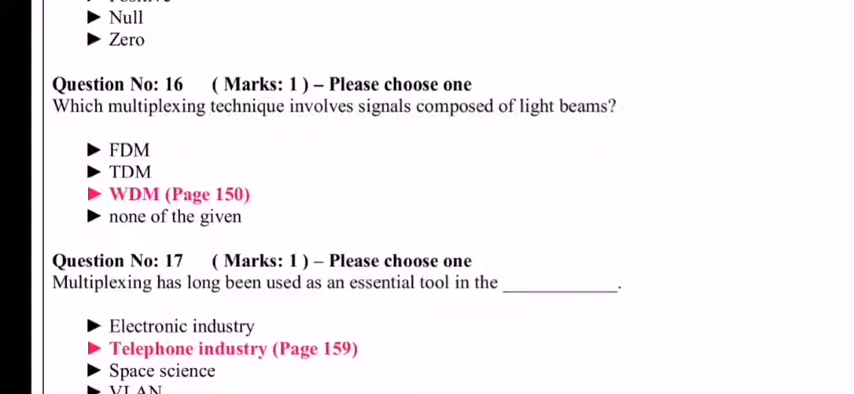 ► Null
► Zero
Question No: 16 ( Marks: 1 ) – Please choose one
Which multiplexing technique involves signals composed of light beams?
► FDM
► TDM
► WDM (Page 150)
► none of the given
Question No: 17 ( Marks: 1 ) – Please choose one
Multiplexing has long been used as an essential tool in the ____________.
► Electronic industry
► Telephone industry (Page 159)
► Space science
► VLAN